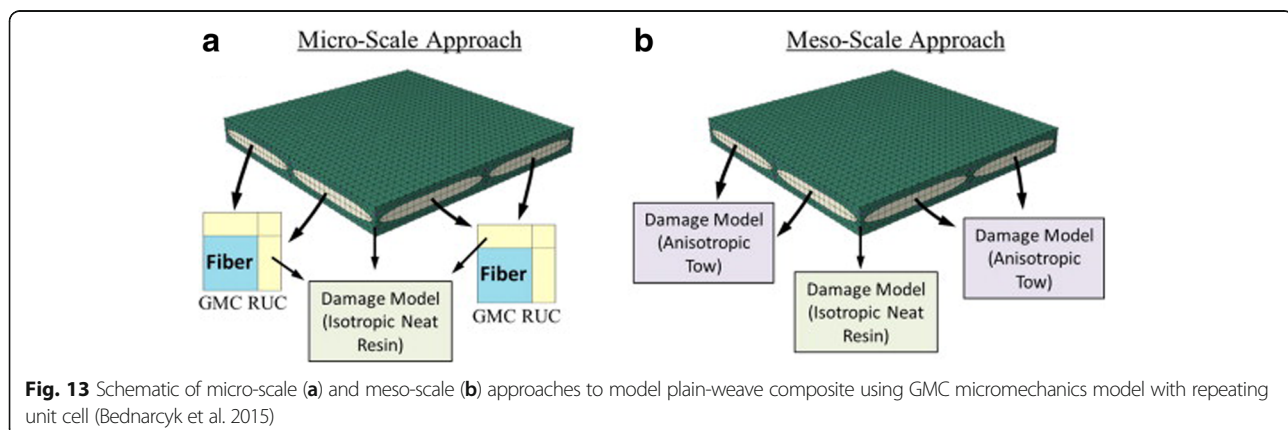 a
Micro-Scale Approach
Fiber
GMC RUC
Damage Model
(Isotropic Neat
Resin)
Fiber
GMC RUC
b
Meso-Scale Approach
Damage Model
(Anisotropic
Tow)
Damage Model
(Isotropic Neat
Resin)
Damage Model
(Anisotropic
Tow)
Fig. 13 Schematic of micro-scale (a) and meso-scale (b) approaches to model plain-weave composite using GMC micromechanics model with repeating
unit cell (Bednarcyk et al. 2015)